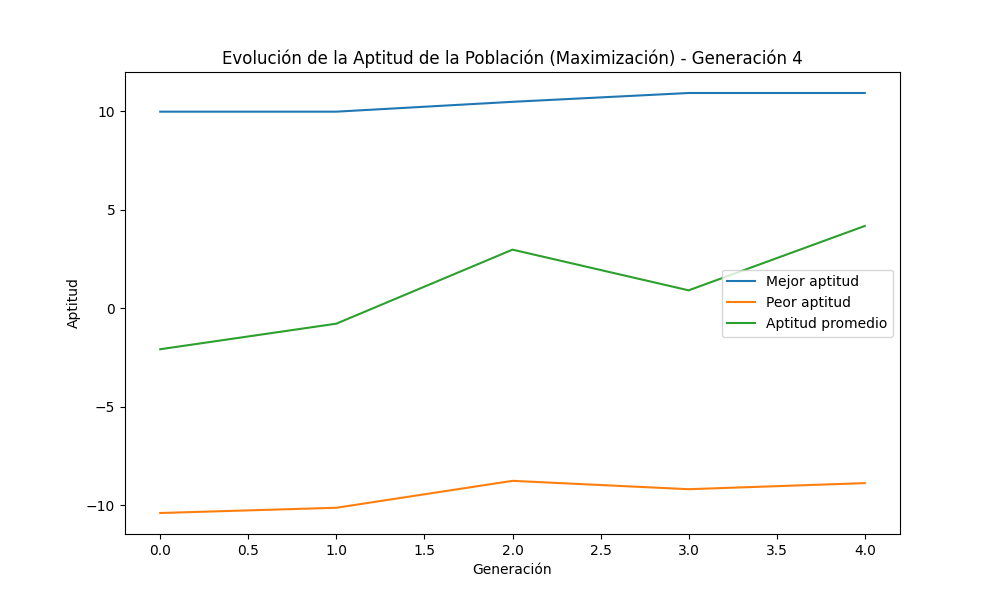 Evolución de la Aptitud de la Población (Maximización) - Generación 4
Aptitud
10
5
0
−5
−10
Mejor aptitud
Peor aptitud
Aptitud promedio
0.0 0.5 1.0 1.5 2.0 2.5 3.0 3.5 4.0
Generación